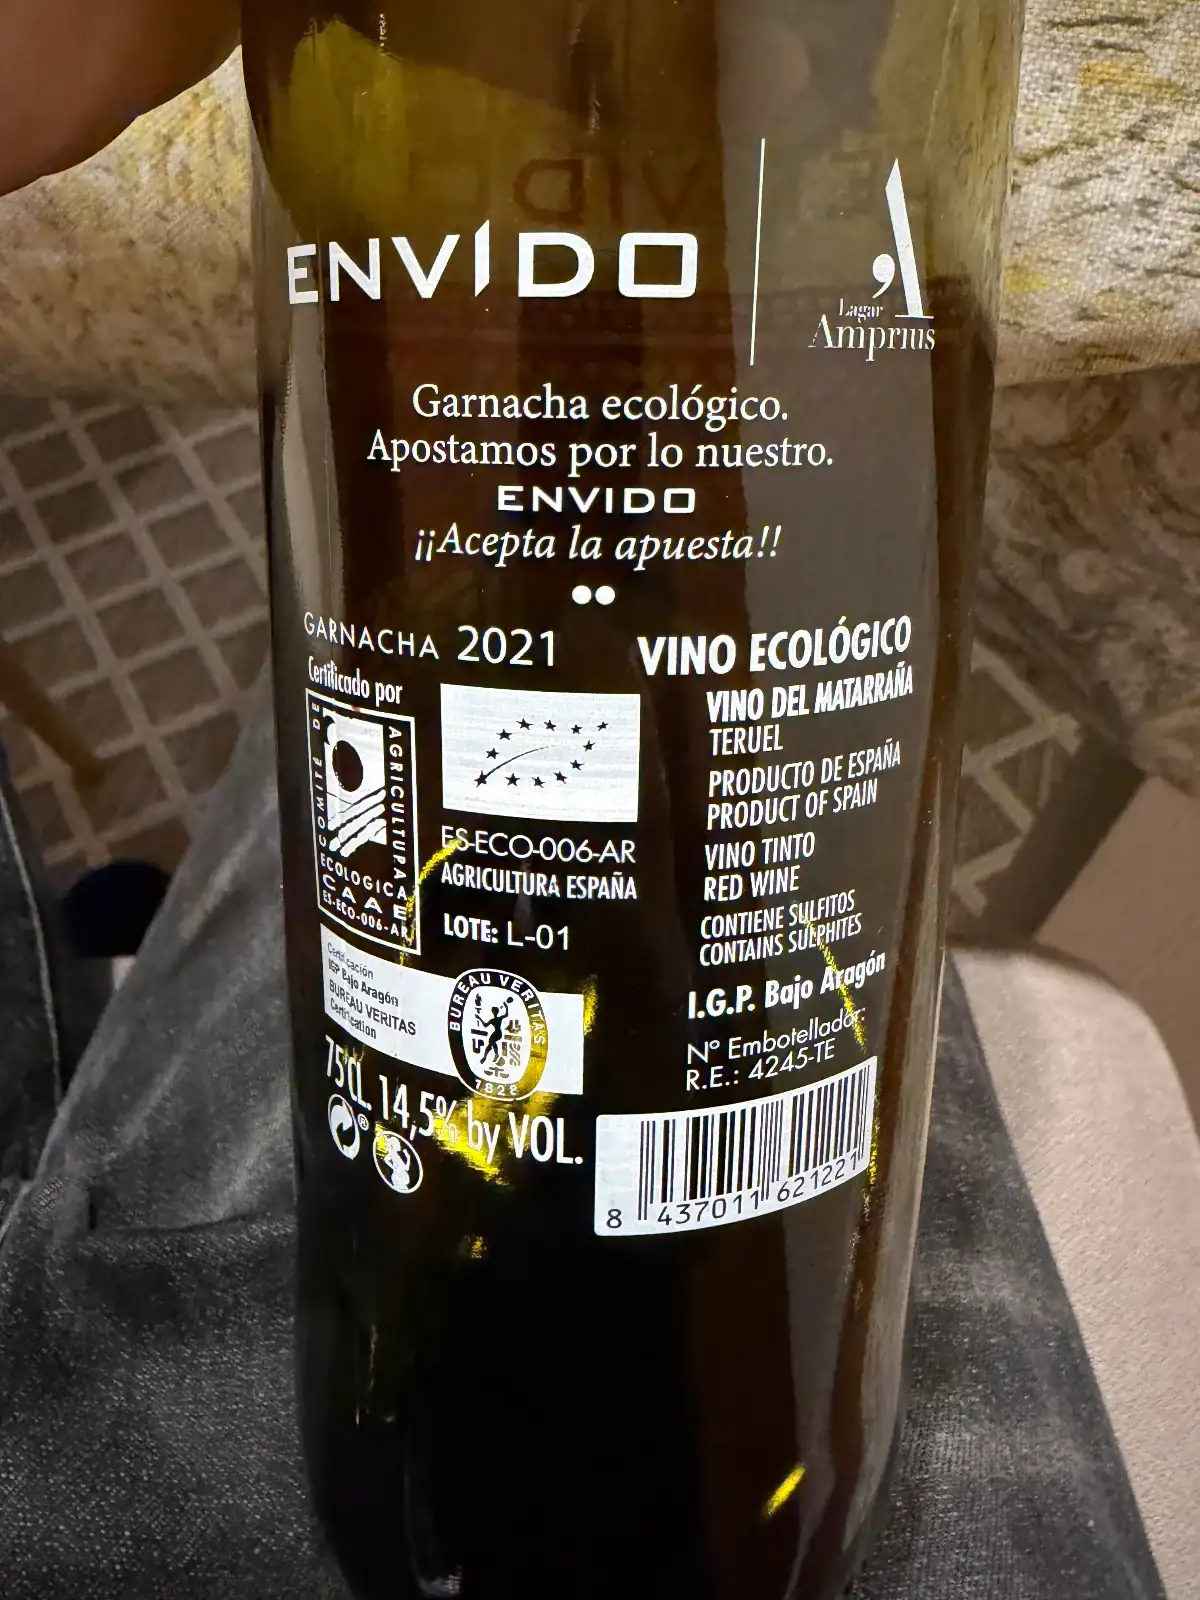 ENVIDO
Lagar
Amprius
Garnacha ecológico.
Apostamos por lo nuestro.
ENVIDO
¡¡Acepta la apuesta!!
GARNACHA 2021
Certificado por
COMITÉ DE
AGRICULTURA
ECOLOGICA
CAAE
ES-ECO-006-AR
ES-ECO-006-AR
AGRICULTURA ESPAÑA
LOTE: L-01
Certificación
IGP Bajo Aragón
BUREAU VERITAS
Certification
BUREAU VERITAS
1828
75CL. 14,5% by VOL.
VINO ECOLÓGICO
VINO DEL MATARRAÑA
TERUEL
PRODUCTO DE ESPAÑA
PRODUCT OF SPAIN
VINO TINTO
RED WINE
CONTIENE SULFITOS
CONTAINS SULPHITES
I.G.P. Bajo Aragón
Nº Embotellador:
R.E.: 4245-TE
8 437011 621221